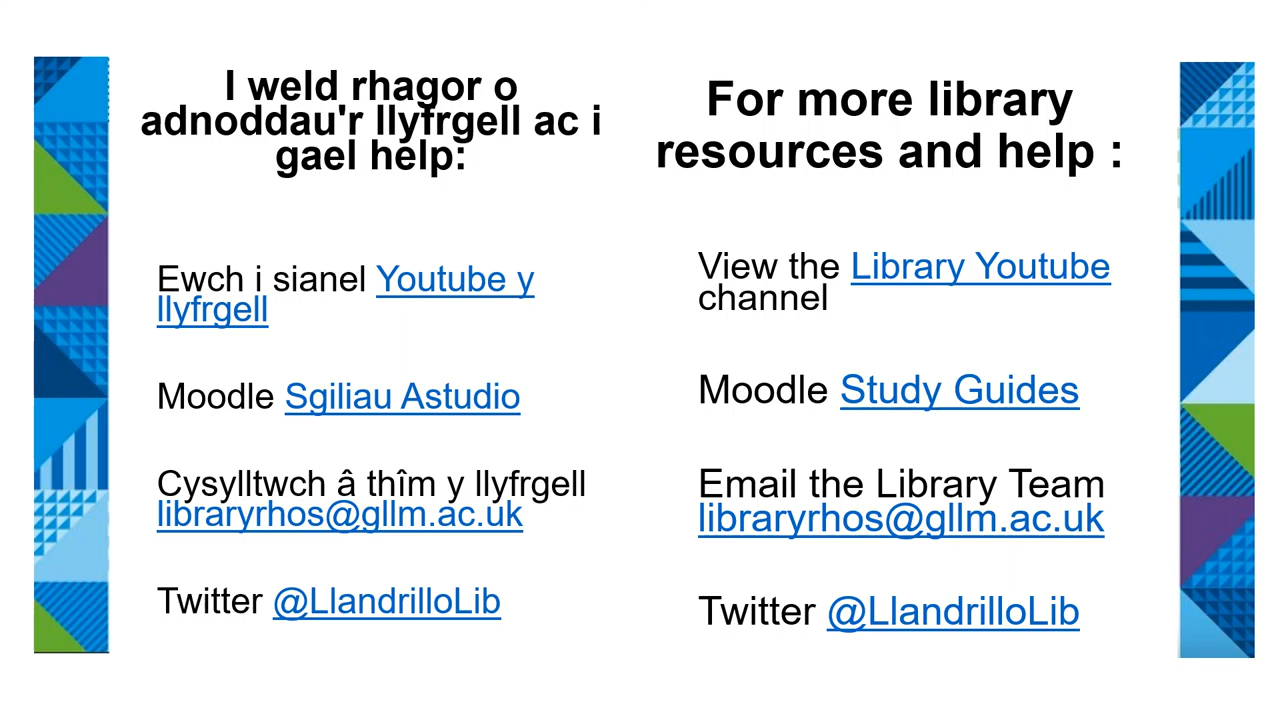 I weld rhagor o
adnoddau'r llyfrgell ac i
gael help:
Ewch i sianel Youtube y
llyfrgell
Moodle Sgiliau Astudio
Cysylltwch â thîm y llyfrgell
libraryrhos@gllm.ac.uk
Twitter @LlandrilloLib
For more library
resources and help :
View the Library Youtube
channel
Moodle Study Guides
Email the Library Team
libraryrhos@gllm.ac.uk
Twitter @LlandrilloLib